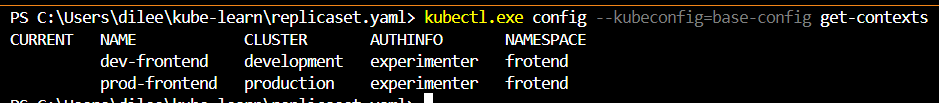 PS C:\Users\dilee\kube-learn\replicaset.yaml> kubectl.exe config --kubeconfig=base-config get-contexts
CURRENT NAME CLUSTER AUTHINFO NAMESPACE
dev-frontend development experimenter frotend
prod-frontend production experimenter frotend
PS C:\Users\dilee\kube-learn\replicaset.yaml>